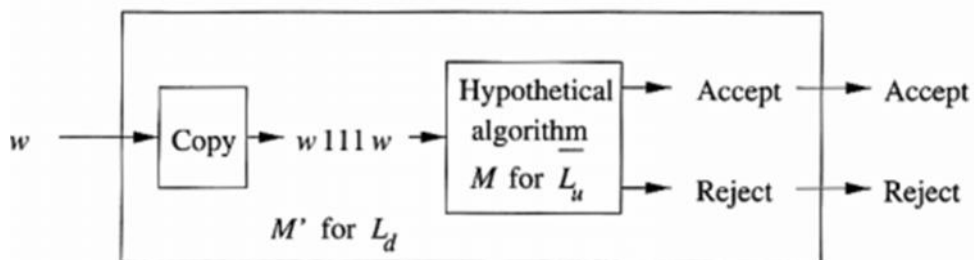 Hypothetical
Accept
Accept
algorithm
w
Copy
w 111 w
M for L̅u
Reject
Reject
M' for Ld